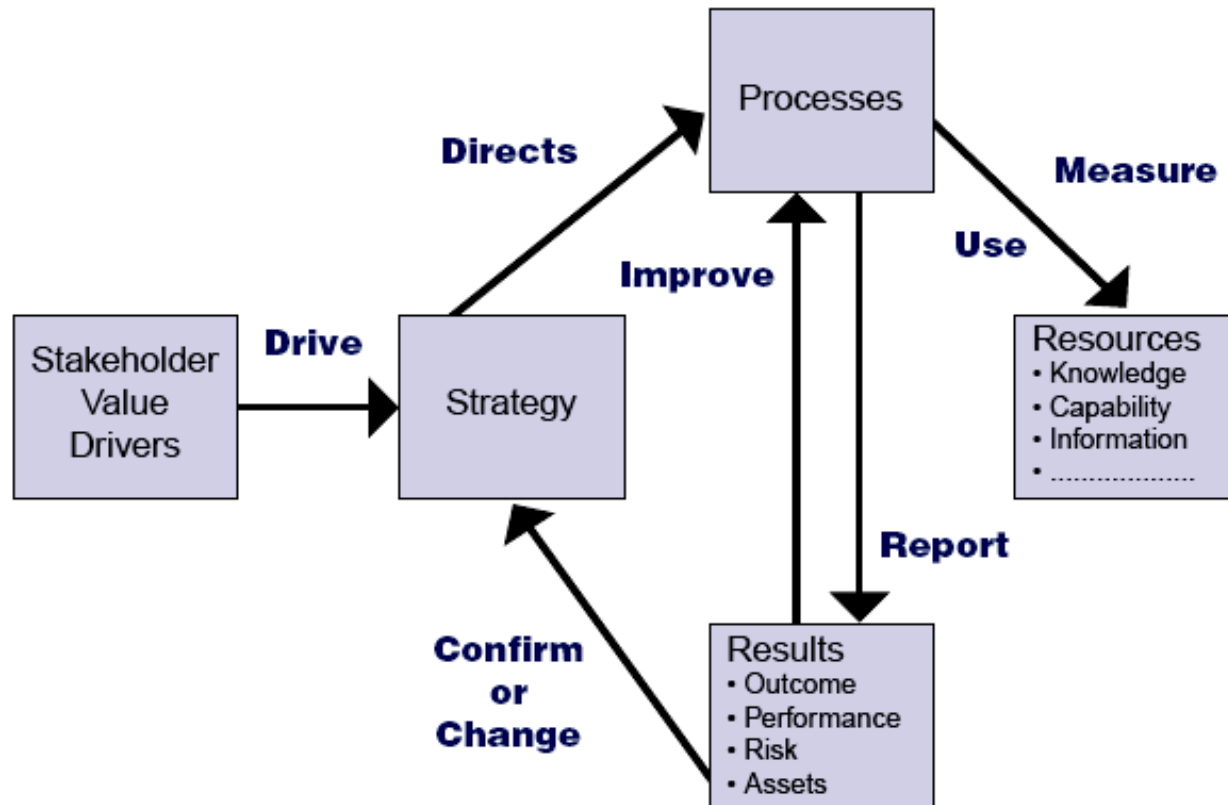 Processes
Directs
Measure
Use
Improve
Resources
• Knowledge
• Capability
• Information
• ...................
Drive
Stakeholder
Value
Drivers
Strategy
Report
Confirm
or
Change
Results
• Outcome
• Performance
• Risk
• Assets